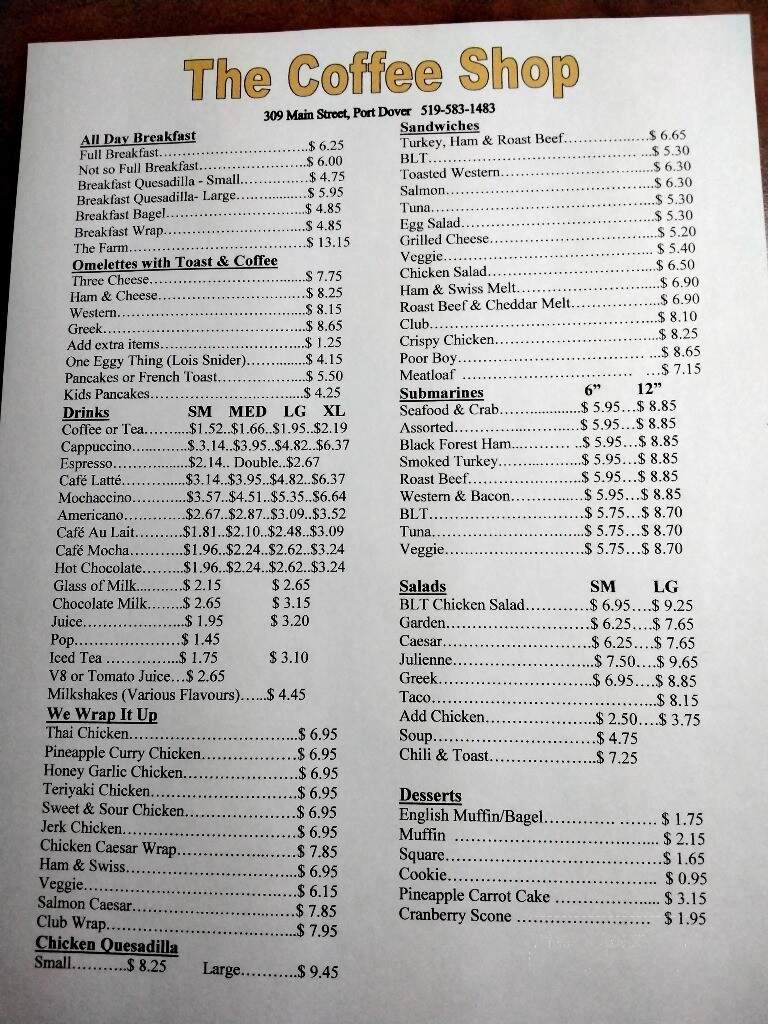 The Coffee Shop
309 Main Street, Port Dover 519-583-1483
All Day Breakfast
Full Breakfast.............................$ 6.25
Not so Full Breakfast.....................$ 6.00
Breakfast Quesadilla - Small.............$ 4.75
Breakfast Quesadilla- Large...............$ 5.95
Breakfast Bagel...........................$ 4.85
Breakfast Wrap............................$ 4.85
The Farm..................................$ 13.15
Omelettes with Toast & Coffee
Three Cheese..............................$ 7.75
Ham & Cheese..............................$ 8.25
Western...................................$ 8.15
Greek.....................................$ 8.65
Add extra items...........................$ 1.25
One Eggy Thing (Lois Snider).............$ 4.15
Pancakes or French Toast..................$ 5.50
Kids Pancakes.............................$ 4.25
Drinks SM MED LG XL
Coffee or Tea..........$1.52..$1.66..$1.95..$2.19
Cappuccino............$.3.14..$3.95..$4.82..$6.37
Espresso................$2.14.. Double..$2.67
Café Latté..............$3.14..$3.95..$4.82..$6.37
Mochaccino............$3.57..$4.51..$5.35..$6.64
Americano.............$2.67..$2.87..$3.09..$3.52
Café Au Lait..........$1.81..$2.10..$2.48..$3.09
Café Mocha...........$1.96..$2.24..$2.62..$3.24
Hot Chocolate........$1.96..$2.24..$2.62..$3.24
Glass of Milk..........$ 2.15 $ 2.65
Chocolate Milk.......$ 2.65 $ 3.15
Juice.......................$ 1.95 $ 3.20
Pop........................$ 1.45
Iced Tea ................$ 1.75 $ 3.10
V8 or Tomato Juice...$ 2.65
Milkshakes (Various Flavours)......$ 4.45
We Wrap It Up
Thai Chicken..............................$ 6.95
Pineapple Curry Chicken..................$ 6.95
Honey Garlic Chicken.....................$ 6.95
Teriyaki Chicken..........................$ 6.95
Sweet & Sour Chicken.....................$ 6.95
Jerk Chicken..............................$ 6.95
Chicken Caesar Wrap......................$ 7.85
Ham & Swiss...............................$ 6.95
Veggie....................................$ 6.15
Salmon Caesar.............................$ 7.85
Club Wrap.................................$ 7.95
Chicken Quesadilla
Small..........$ 8.25 Large...........$ 9.45
Sandwiches
Turkey, Ham & Roast Beef.................$ 6.65
BLT.......................................$ 5.30
Toasted Western...........................$ 6.30
Salmon....................................$ 6.30
Tuna......................................$ 5.30
Egg Salad.................................$ 5.30
Grilled Cheese............................$ 5.20
Veggie.................................... $ 5.40
Chicken Salad.............................$ 6.50
Ham & Swiss Melt..........................$ 6.90
Roast Beef & Cheddar Melt.................$ 6.90
Club......................................$ 8.10
Crispy Chicken............................$ 8.25
Poor Boy.................................. ...$ 8.65
Meatloaf .................................. ...$ 7.15
Submarines 6” 12”
Seafood & Crab.................$ 5.95...$ 8.85
Assorted..........................$ 5.95...$ 8.85
Black Forest Ham............ ..$ 5.95...$ 8.85
Smoked Turkey.................$ 5.95...$ 8.85
Roast Beef.......................$ 5.95...$ 8.85
Western & Bacon...............$ 5.95...$ 8.85
BLT................................$ 5.75...$ 8.70
Tuna...............................$ 5.75...$ 8.70
Veggie.............................$ 5.75...$ 8.70
Salads SM LG
BLT Chicken Salad............$ 6.95....$ 9.25
Garden............................$ 6.25....$ 7.65
Caesar.............................$ 6.25....$ 7.65
Julienne...........................$ 7.50....$ 9.65
Greek..............................$ 6.95....$ 8.85
Taco.........................................$ 8.15
Add Chicken.....................$ 2.50....$ 3.75
Soup...............................$ 4.75
Chili & Toast.....................$ 7.25
Desserts
English Muffin/Bagel.............. ....... $ 1.75
Muffin ..................................... $ 2.15
Square......................................$ 1.65
Cookie..................................... $ 0.95
Pineapple Carrot Cake .................. $ 3.15
Cranberry Scone .......................... $ 1.95